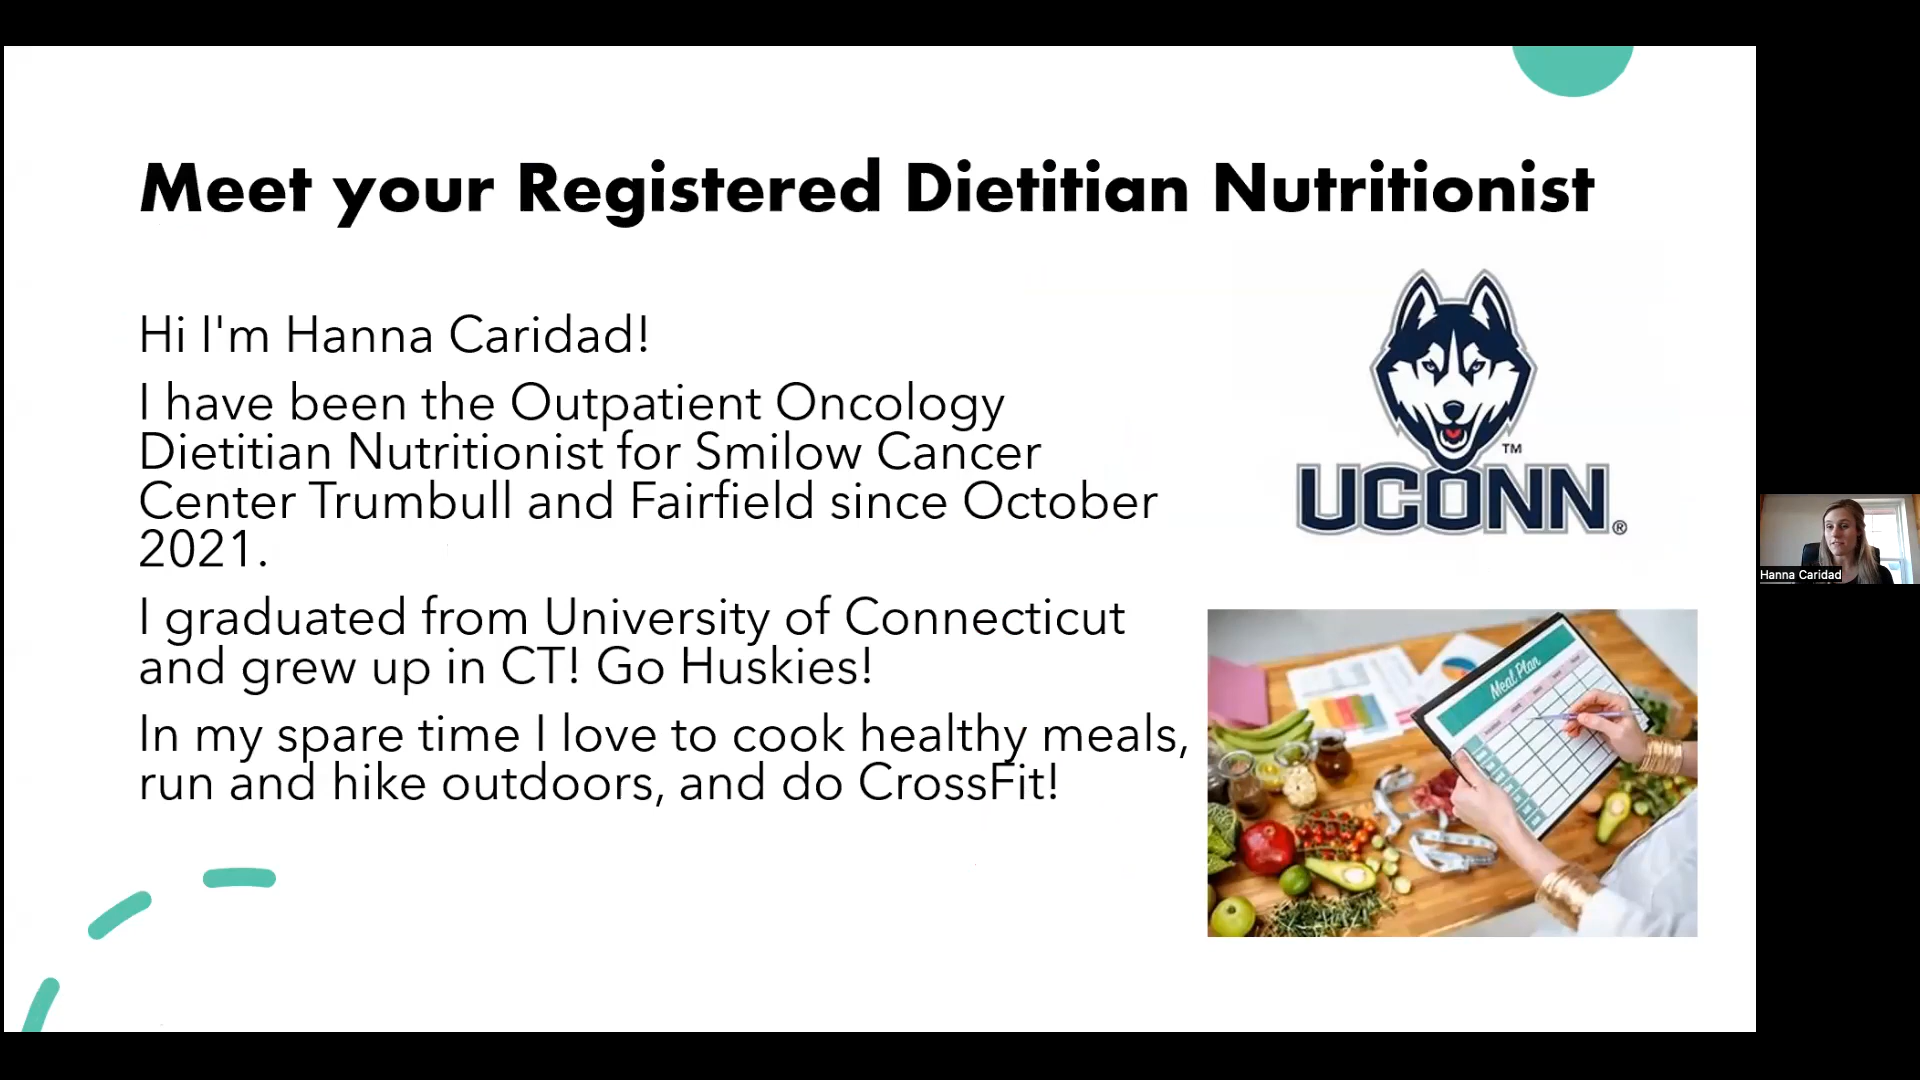 Meet your Registered Dietitian Nutritionist
Hi I'm Hanna Caridad!
I have been the Outpatient Oncology
Dietitian Nutritionist for Smilow Cancer
Center Trumbull and Fairfield since October
2021.
I graduated from University of Connecticut
and grew up in CT! Go Huskies!
In my spare time I love to cook healthy meals,
run and hike outdoors, and do CrossFit!
TM
UCONN®
Meal Plan
Hanna Caridad